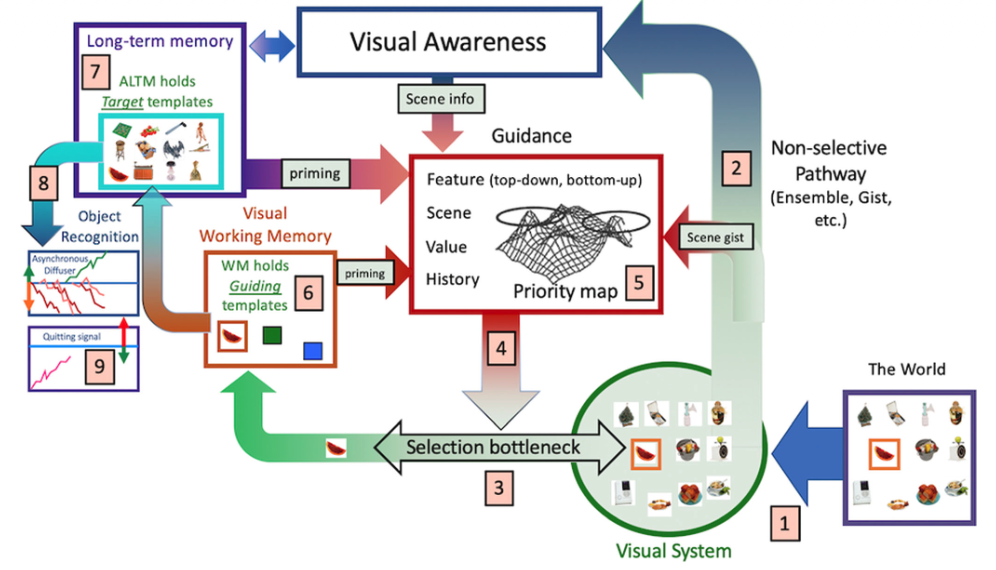 Long-term memory
7
ALTM holds
Target templates
Visual Awareness
Scene info
Guidance
priming
Feature (top-down, bottom-up)
Scene
Value
History
Priority map
5
2
Non-selective
Pathway
(Ensemble, Gist,
etc.)
Scene gist
8
Object
Recognition
Asynchronous
Diffuser
Quitting signal
9
Visual
Working Memory
WM holds
Guiding
templates
6
priming
4
Selection bottleneck
3
Visual System
The World
1